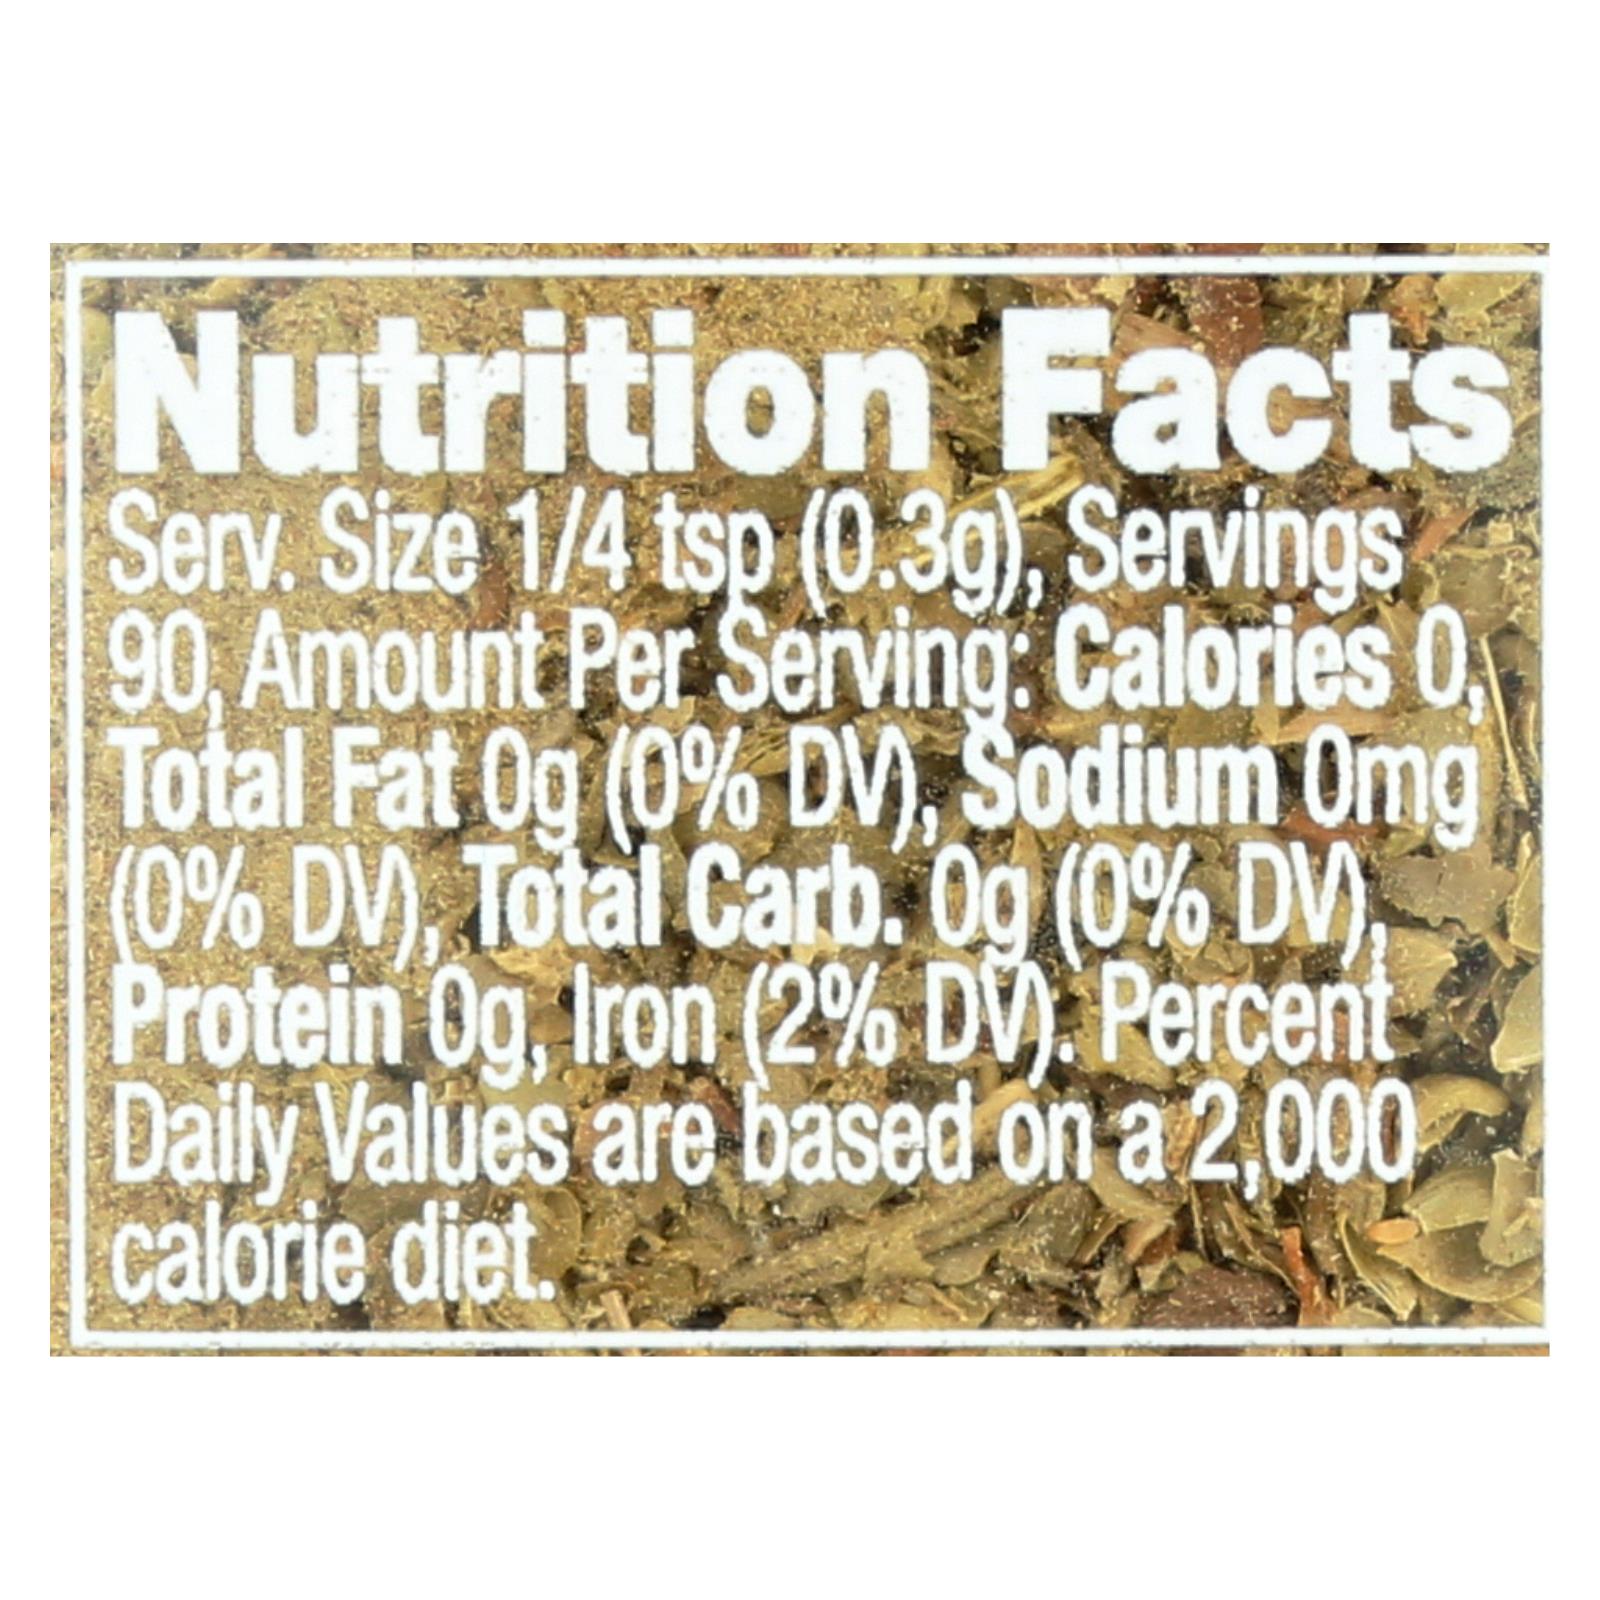 Nutrition Facts
Serv. Size 1/4 tsp (0.3g), Servings
90, Amount Per Serving: Calories 0,
Total Fat 0g (0% DV), Sodium 0mg
(0% DV), Total Carb. 0g (0% DV),
Protein 0g, Iron (2% DV). Percent
Daily Values are based on a 2,000
calorie diet.